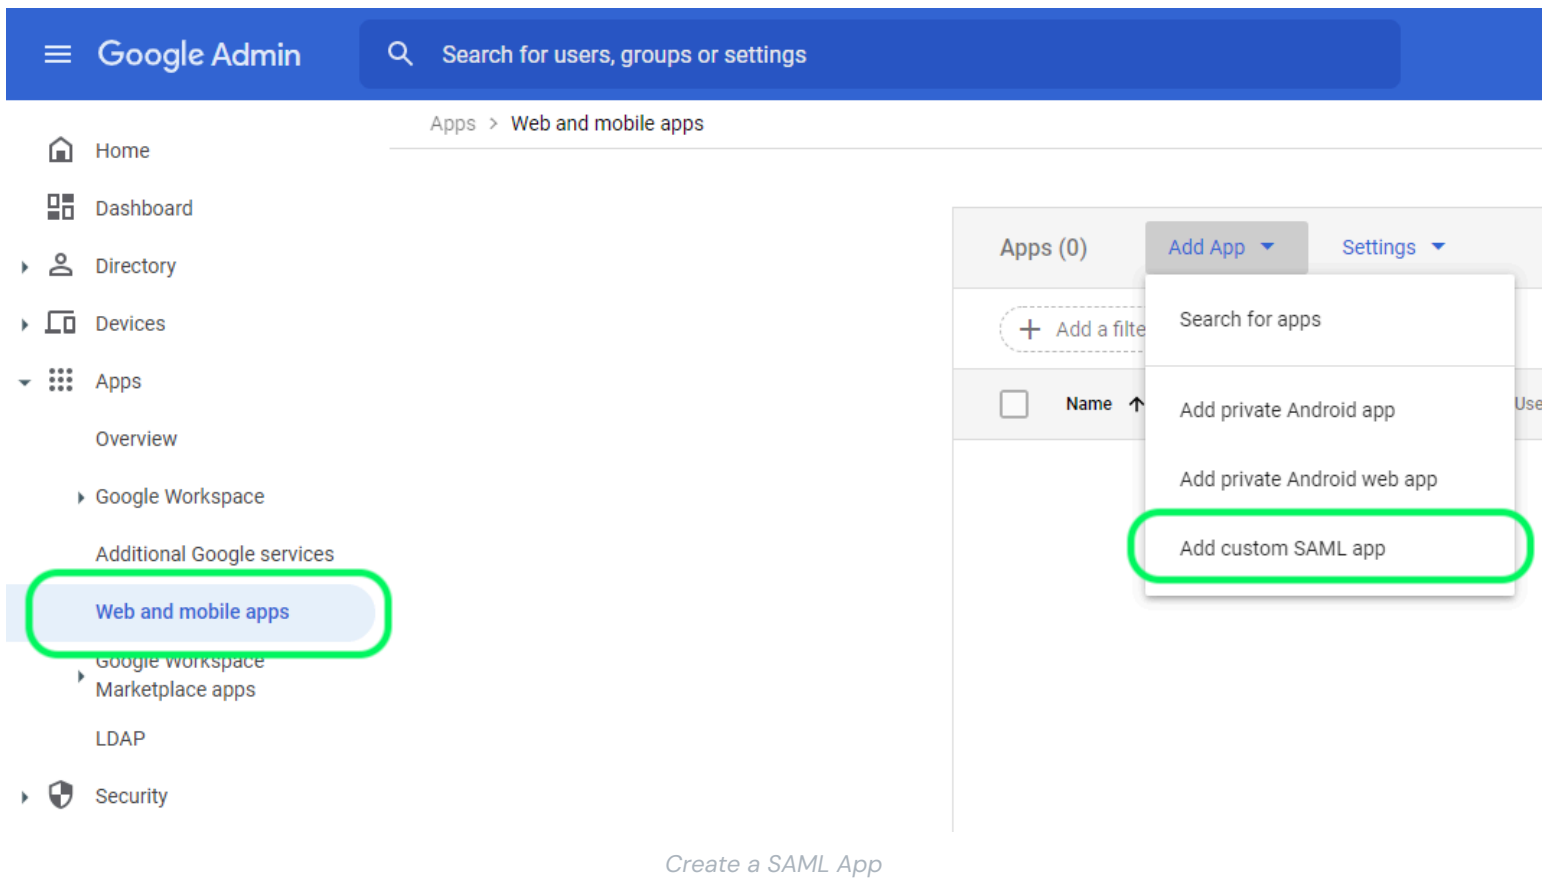 Google Admin
Search for users, groups or settings
Apps > Web and mobile apps
Home
Dashboard
Directory
Devices
Apps
Overview
Google Workspace
Additional Google services
Web and mobile apps
Google Workspace
Marketplace apps
LDAP
Security
Apps (0)
Add App
Settings
Add a filte
Name
Use
Search for apps
Add private Android app
Add private Android web app
Add custom SAML app
Create a SAML App